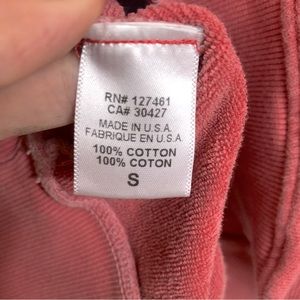 RN# 127461
CA# 30427
MADE IN U.S.A.
FABRIQUE EN U.S.A.
100% COTTON
100% COTON
S